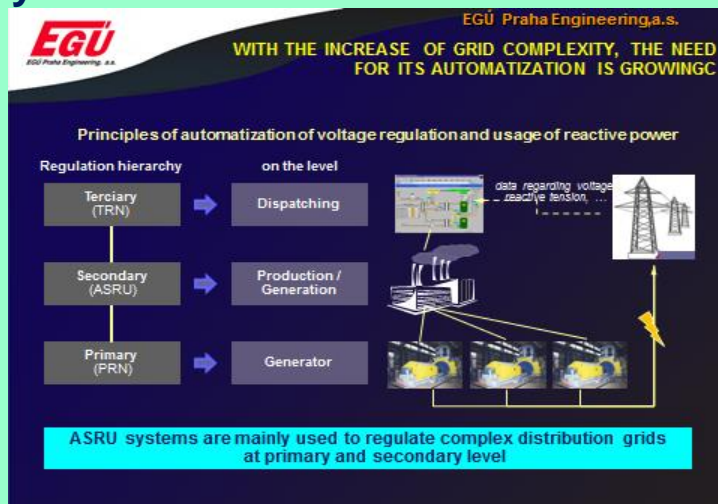 EGÚ
EGÚ Praha Engineering, a.s.
EGÚ Praha Engineering,a.s.
WITH THE INCREASE OF GRID COMPLEXITY, THE NEED
FOR ITS AUTOMATIZATION IS GROWINGC
Principles of automatization of voltage regulation and usage of reactive power
Regulation hierarchy
on the level
Terciary
(TRN)
Dispatching
data regarding voltage
reactive tension, ...
Secondary
(ASRU)
Production /
Generation
Primary
(PRN)
Generator
ASRU systems are mainly used to regulate complex distribution grids
at primary and secondary level